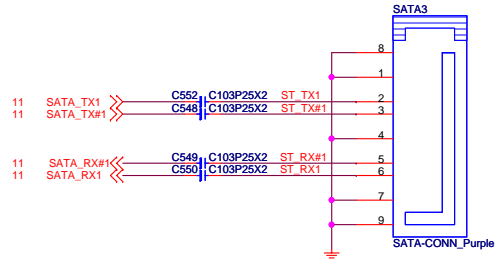 SATA3
8
1
11 SATA_TX1 C552 C103P25X2 ST_TX1 2
11 SATA_TX#1 C548 C103P25X2 ST_TX#1 3
4
11 SATA_RX#1 C549 C103P25X2 ST_RX#1 5
11 SATA_RX1 C550 C103P25X2 ST_RX1 6
7
9
SATA-CONN_Purple